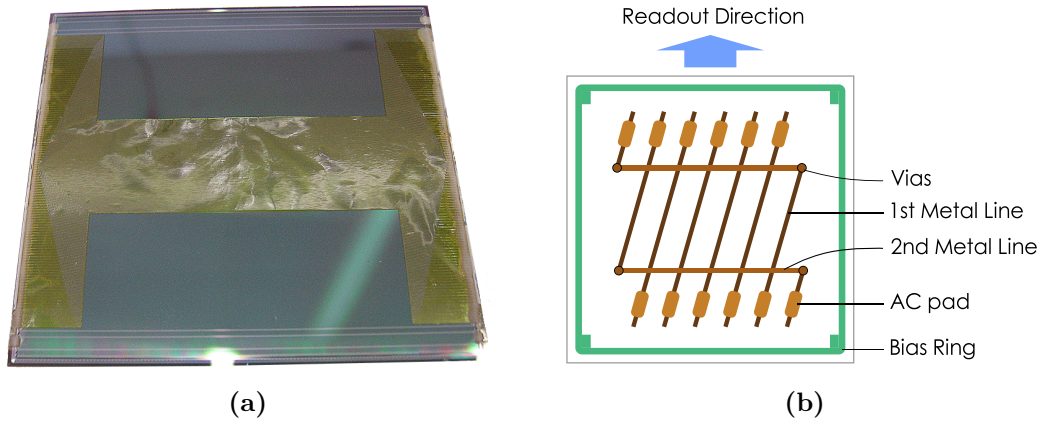 Readout Direction
Vias
1st Metal Line
2nd Metal Line
AC pad
Bias Ring
(a)
(b)